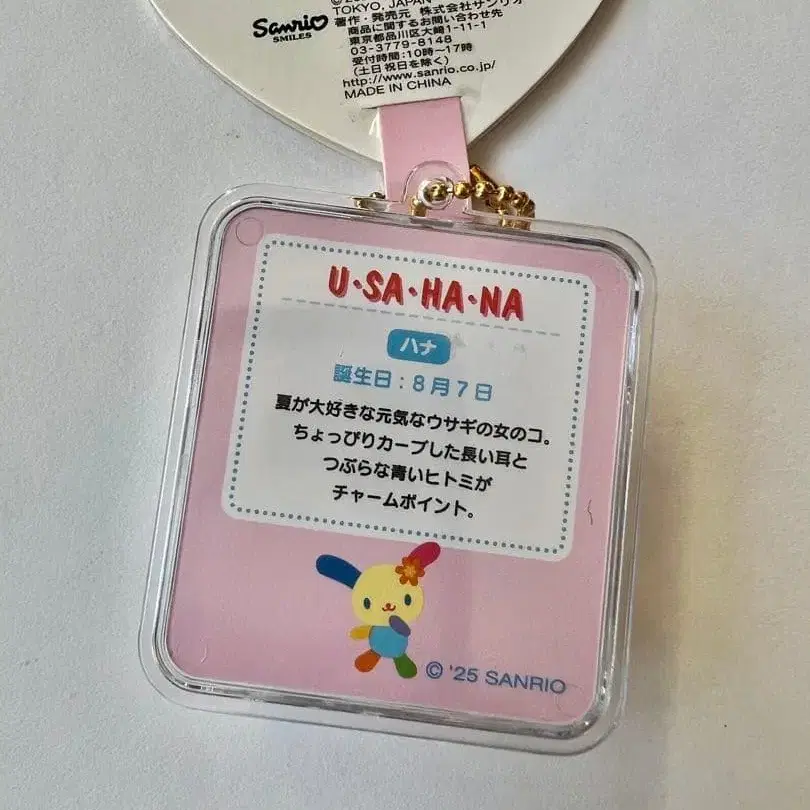 TOKYO, JAPAN
Sanrio
SMILES
著作・発売元 株式会社サンリオ
商品に関するお問い合わせ先
東京都品川区大崎1-11-1
03-3779-8148
受付時間:10時〜17時
(土日祝日を除く)
http://www.sanrio.co.jp/
MADE IN CHINA
U・SA・HA・NA
ハナ
誕生日:8月7日
夏が大好きな元気なウサギの女のコ。
ちょっぴりカーブした長い耳と
つぶらな青いヒトミが
チャームポイント。
© '25 SANRIO